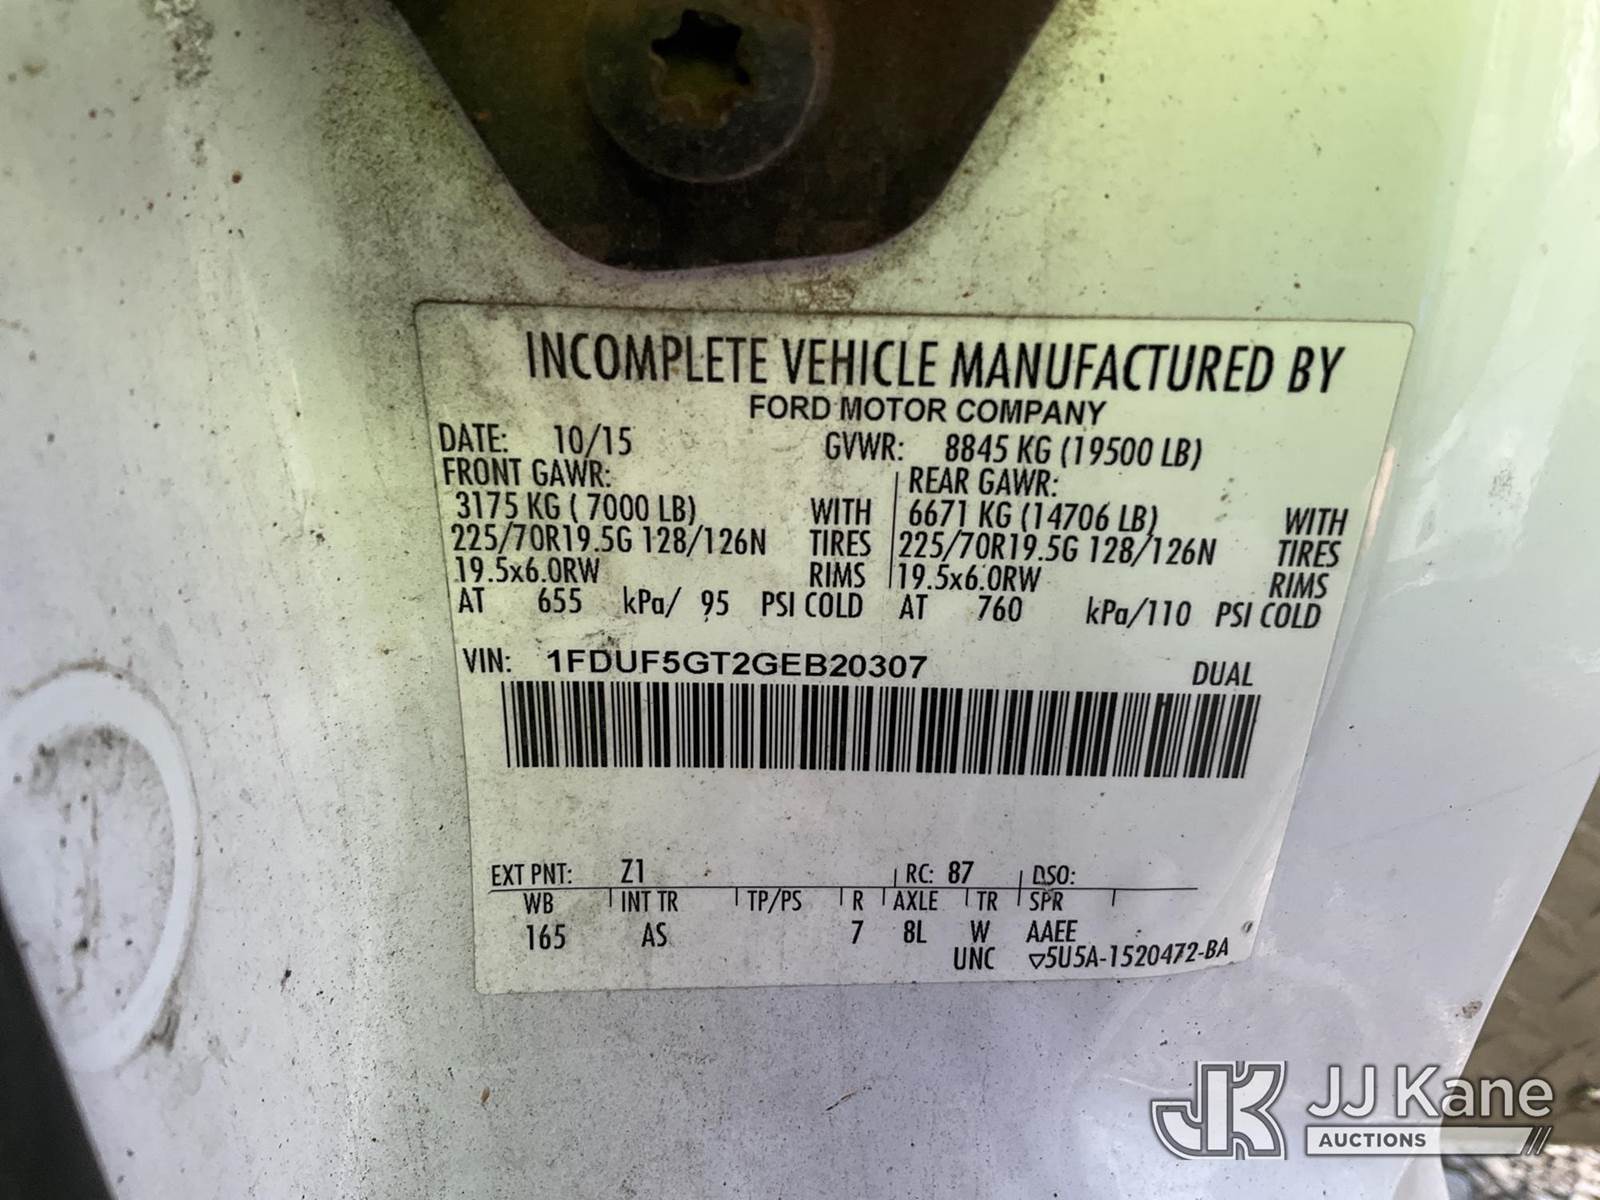 INCOMPLETE VEHICLE MANUFACTURED BY
FORD MOTOR COMPANY
DATE: 10/15 GVWR: 8845 KG (19500 LB)
FRONT GAWR: REAR GAWR:
3175 KG ( 7000 LB) WITH 6671 KG (14706 LB) WITH
225/70R19.5G 128/126N TIRES 225/70R19.5G 128/126N TIRES
19.5x6.0RW RIMS 19.5x6.0RW RIMS
AT 655 kPa/ 95 PSI COLD AT 760 kPa/110 PSI COLD
VIN: 1FDUF5GT2GEB20307 DUAL
EXT PNT: Z1 RC: 87 DSO:
WB INT TR TP/PS R AXLE TR SPR
165 AS 7 8L W AAEE
UNC ▽5U5A-1520472-BA
JK JJ Kane
AUCTIONS